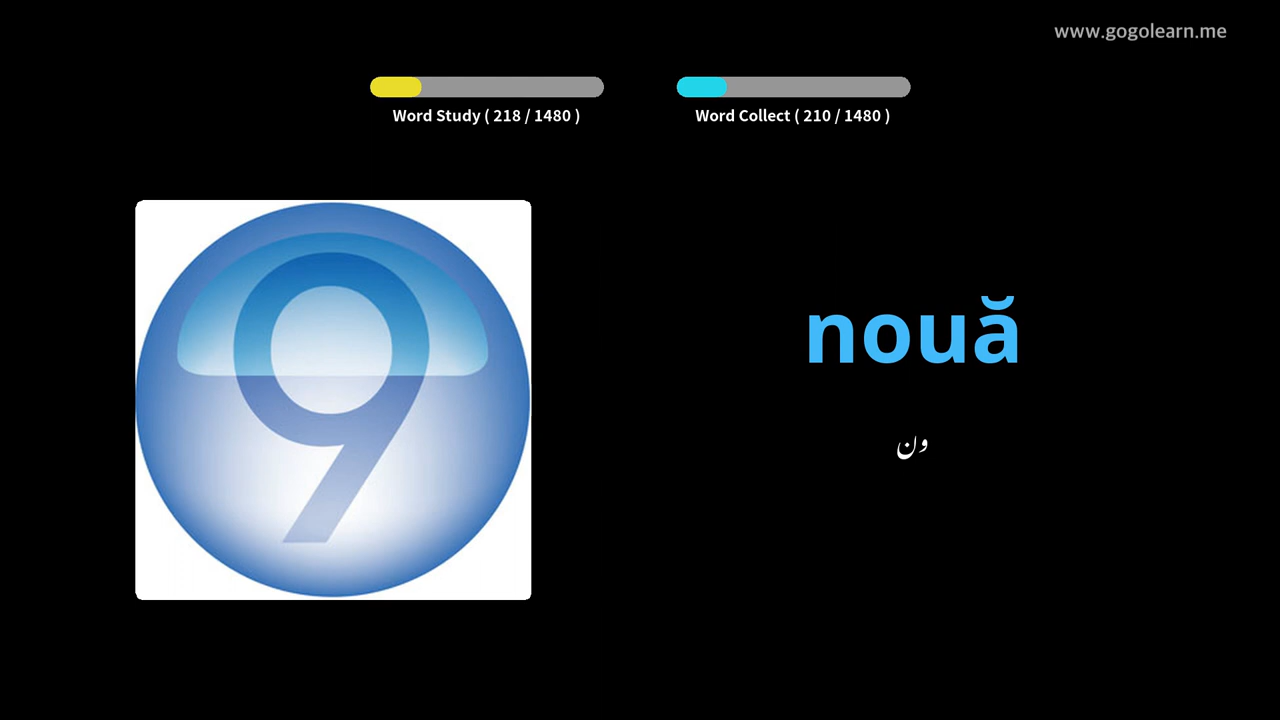 www.gogolearn.me
Word Study ( 218 / 1480 )
Word Collect ( 210 / 1480 )
9
nouă
ون